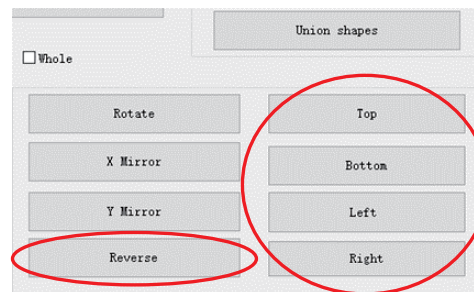 Union shapes
Whole
Rotate
Top
X Mirror
Bottom
Y Mirror
Left
Reverse
Right